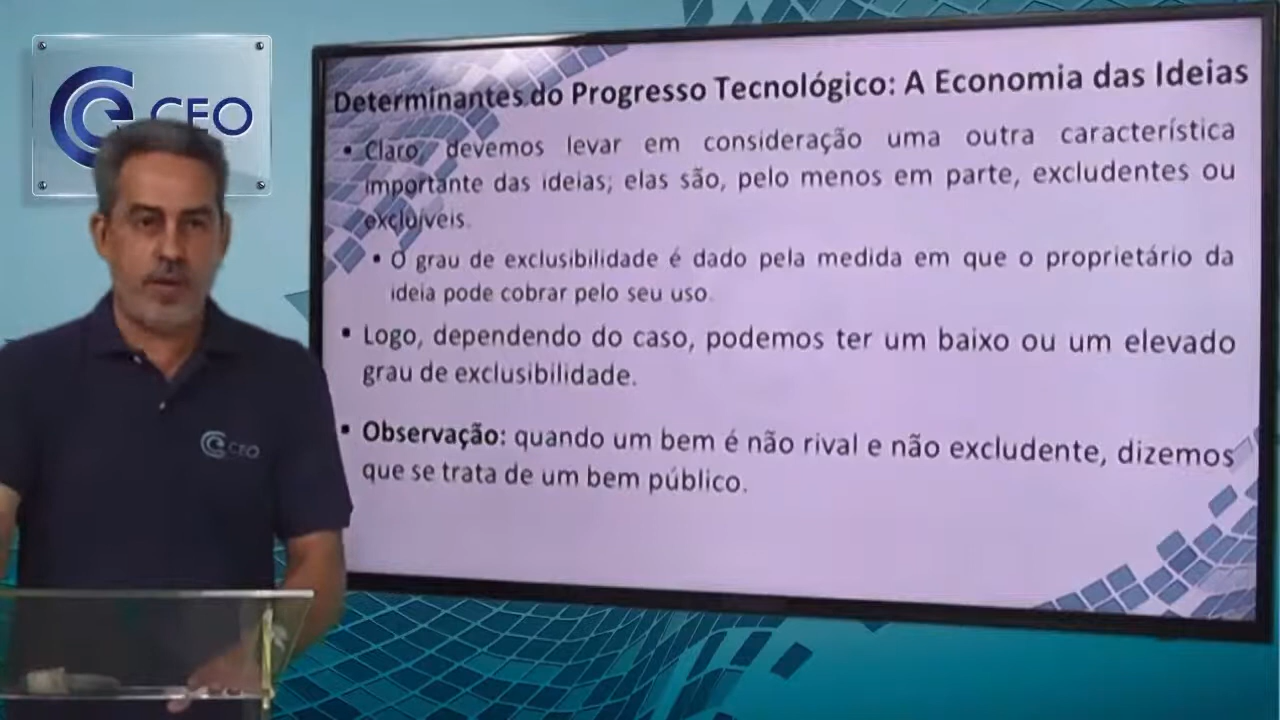 CEO
Determinantes do Progresso Tecnológico: A Economia das Ideias
• Claro, devemos levar em consideração uma outra característica
importante das ideias; elas são, pelo menos em parte, excludentes ou
excluíveis.
• O grau de exclusibilidade é dado pela medida em que o proprietário da
ideia pode cobrar pelo seu uso.
▪ Logo, dependendo do caso, podemos ter um baixo ou um elevado
grau de exclusibilidade.
▪ Observação: quando um bem é não rival e não excludente, dizemos
que se trata de um bem público.
CEO